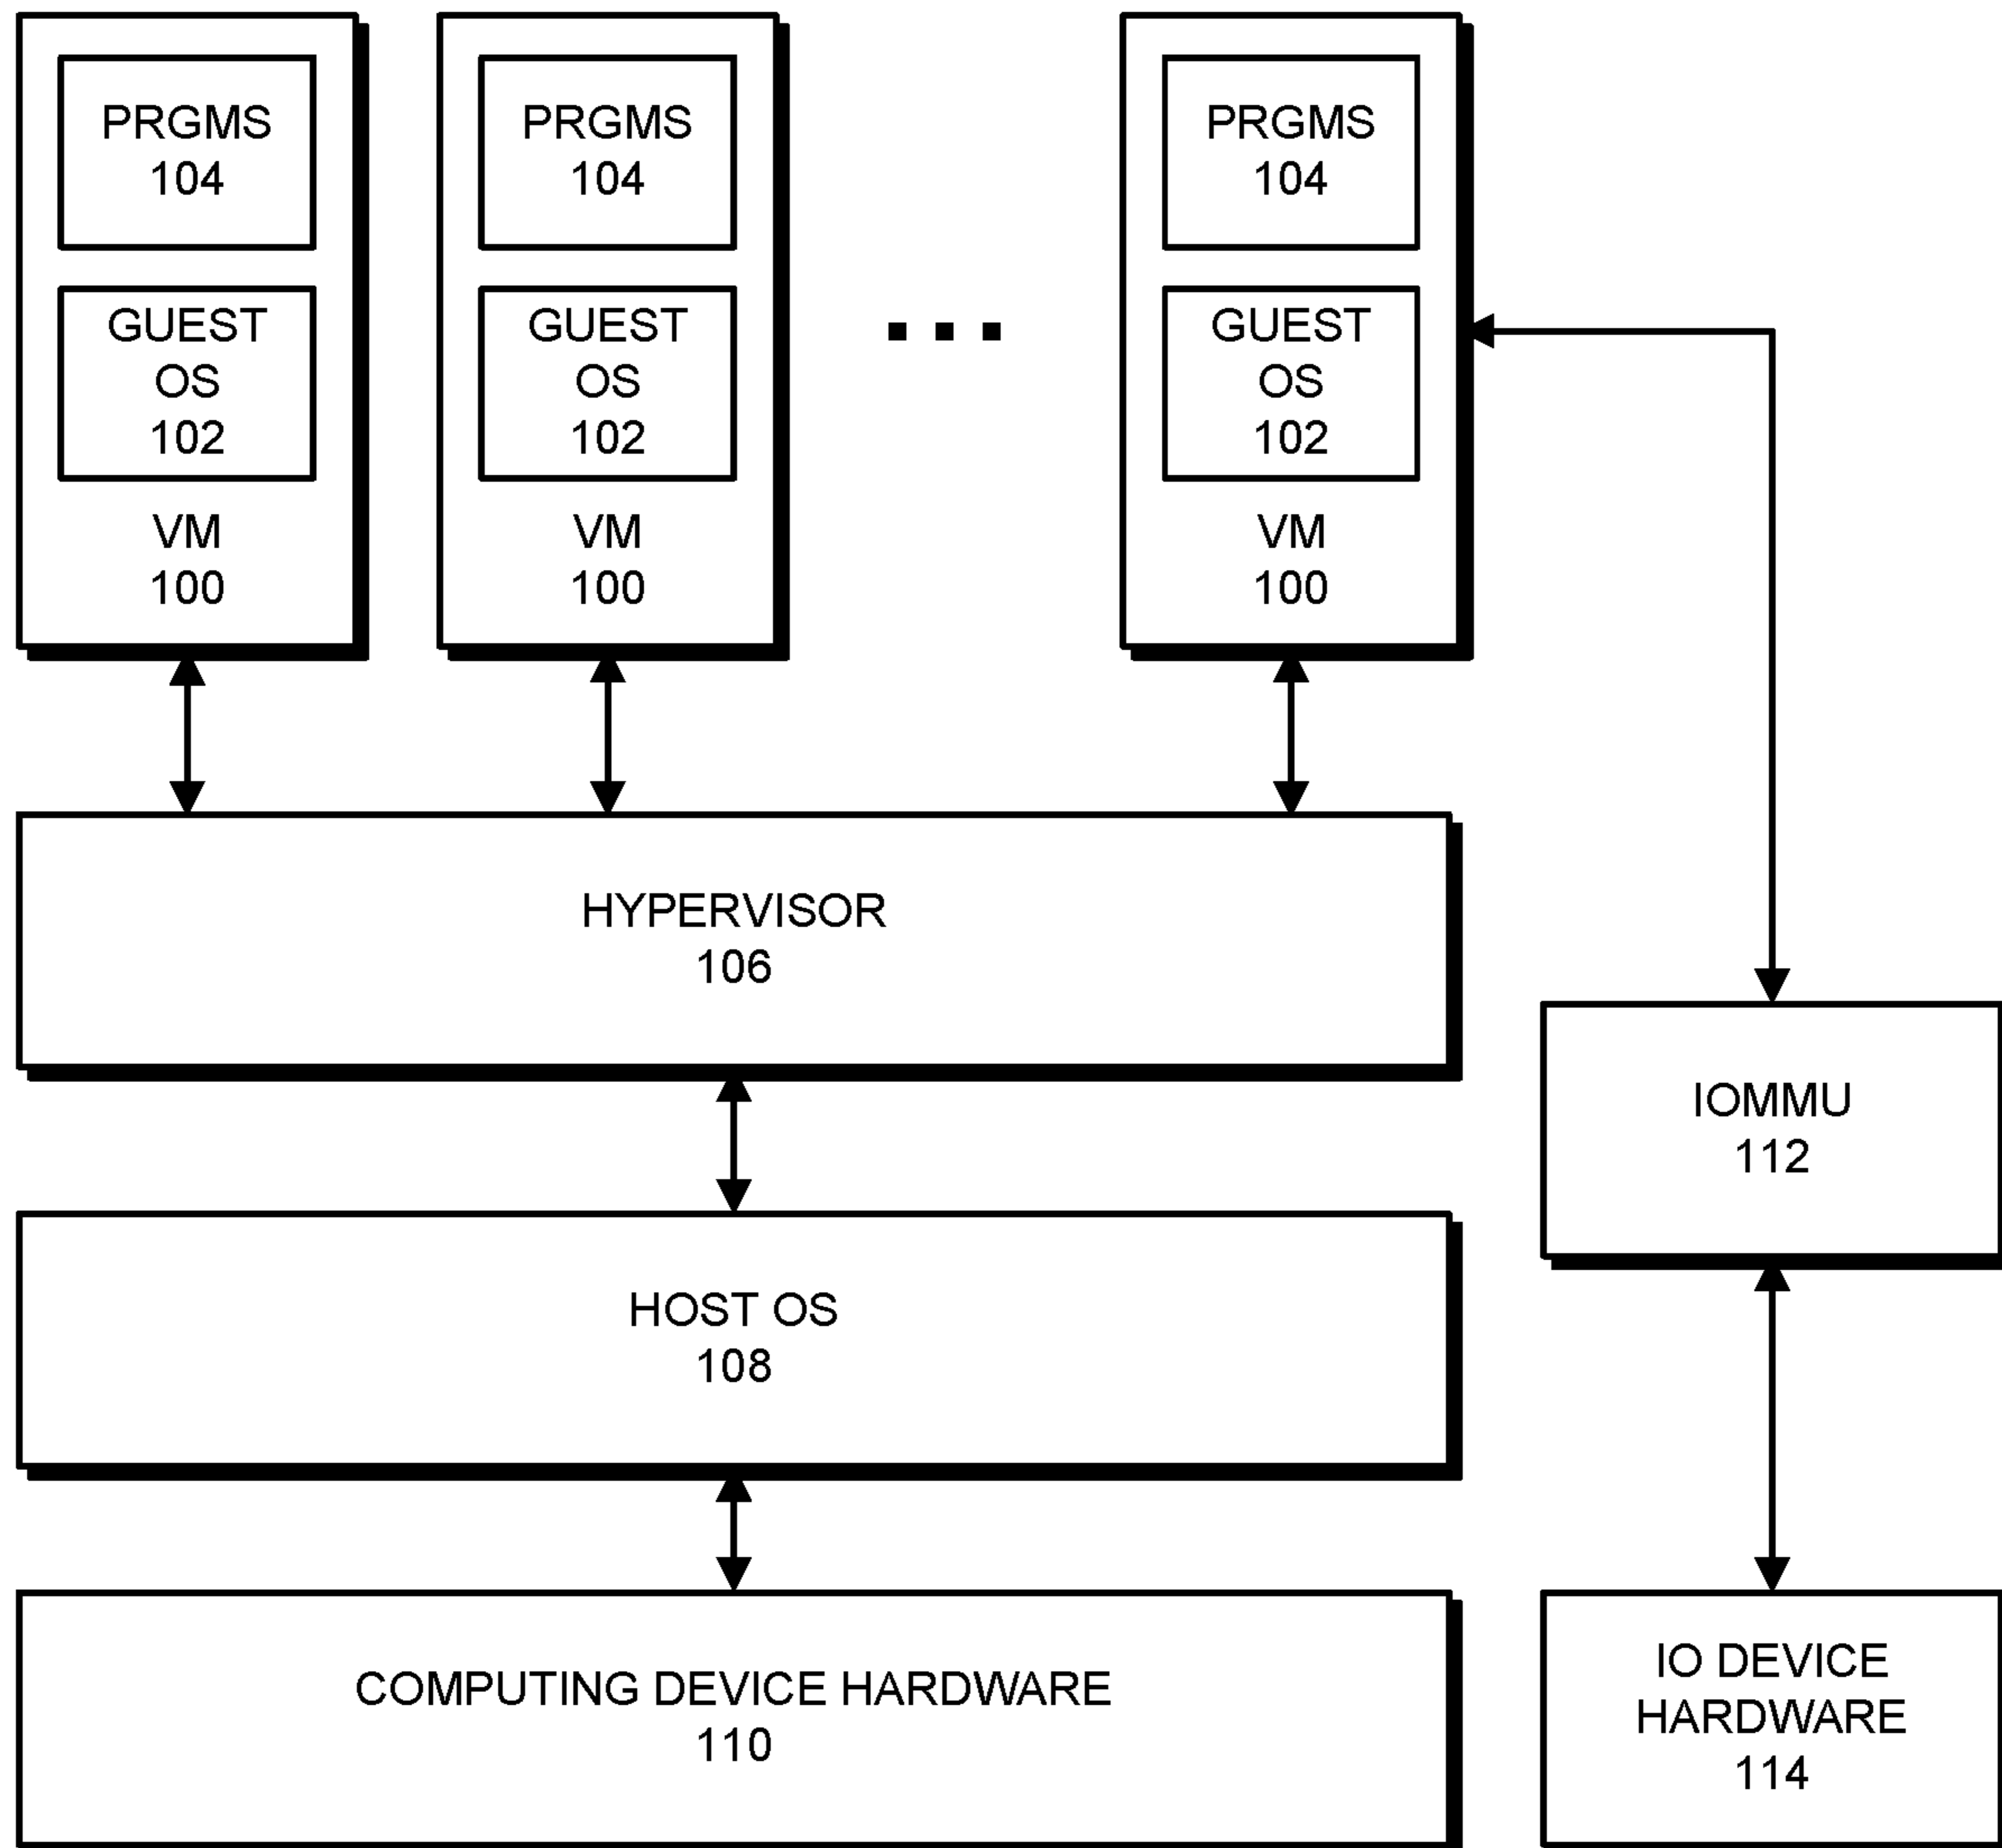 PRGMS
104
GUEST
OS
102
VM
100
PRGMS
104
GUEST
OS
102
VM
100
...
PRGMS
104
GUEST
OS
102
VM
100
HYPERVISOR
106
IOMMU
112
HOST OS
108
COMPUTING DEVICE HARDWARE
110
IO DEVICE
HARDWARE
114